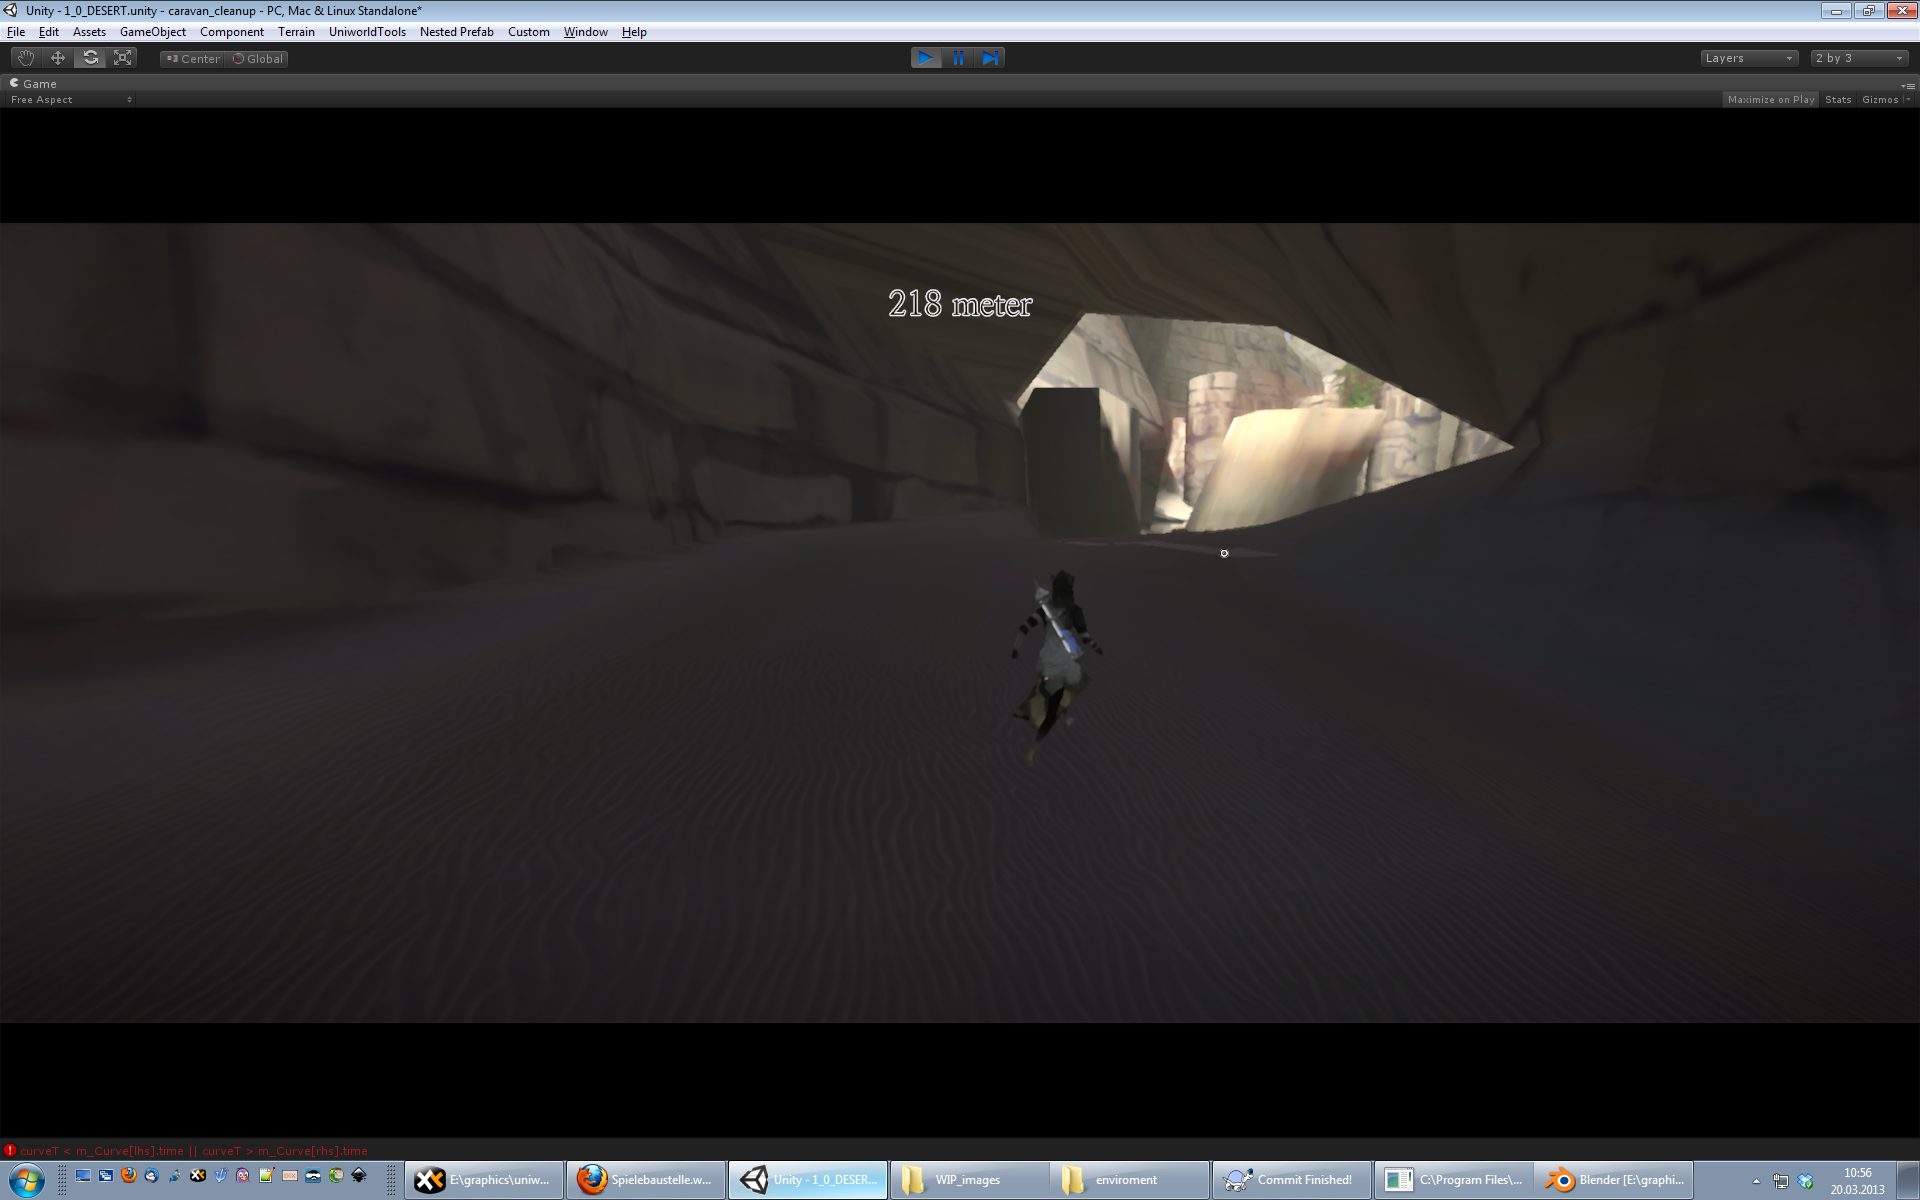 Unity - 1_0_DESERT.unity - caravan_cleanup - PC, Mac & Linux Standalone*
File Edit Assets GameObject Component Terrain UniworldTools Nested Prefab Custom Window Help
Center Global Layers 2 by 3
Game
Free Aspect Maximize on Play Stats Gizmos
218 meter
curveT < m_Curve[lhs].time || curveT > m_Curve[rhs].time
E:\graphics\uniw... Spielebaustelle.w... Unity - 1_0_DESER... WIP_images enviroment Commit Finished! C:\Program Files\... Blender [E:\graphi...
10:56
20.03.2013